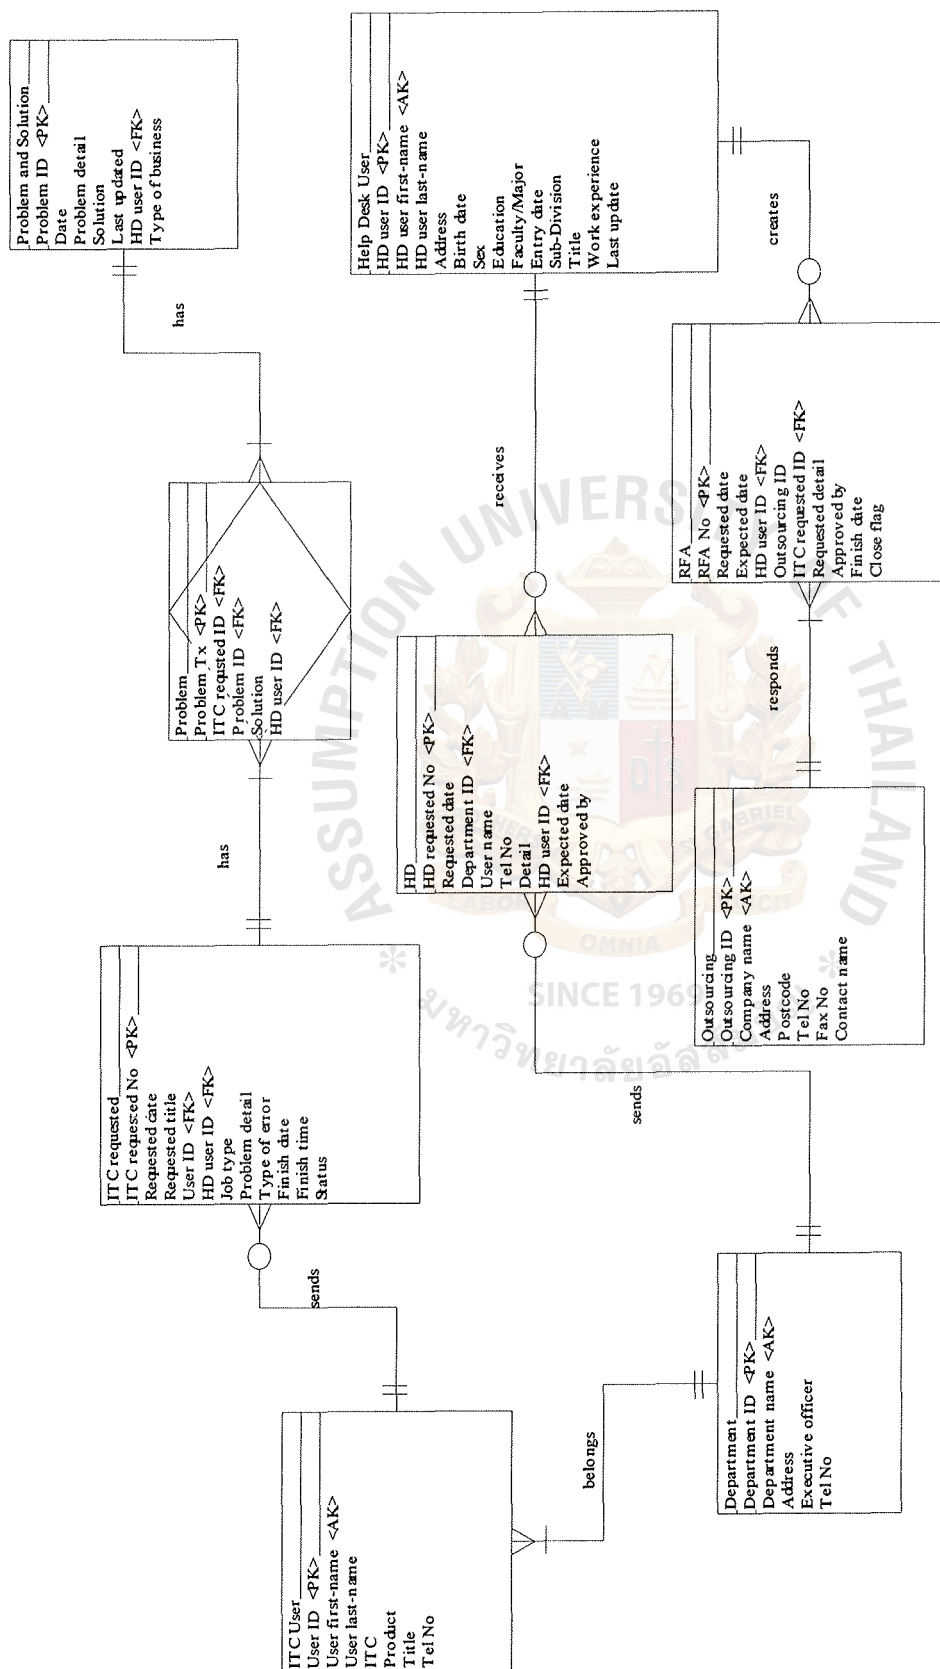 Problem and Solution
Problem ID <PK>
Date
Problem detail
Solution
Last updated
HD user ID <FK>
Type of business
has
Help Desk User
HD user ID <PK>
HD user first-name <AK>
HD user last-name
Address
Birth date
Sex
Education
Faculty/Major
Entry date
Sub-Division
Title
Work experience
Last update
creates
receives
Problem
Problem Tx <PK>
ITC requsted ID <FK>
Problem ID <FK>
Solution
HD user ID <FK>
has
RFA
RFA No <PK>
Requested date
Expected date
HD user ID <FK>
Outsourcing ID
ITC requested ID <FK>
Requested detail
Approved by
Finish date
Close flag
responds
HD
HD requested No <PK>
Requested date
Department ID <FK>
User name
Tel No
Detail
HD user ID <FK>
Expected date
Approved by
sends
Outsourcing
Outsourcing ID <PK>
Company name <AK>
Address
Postcode
Tel No
Fax No
Contact name
ITC requested
ITC requested No <PK>
Requested date
Requested title
User ID <FK>
HD user ID <FK>
Job type
Problem detail
Type of error
Finish date
Finish time
Status
sends
ITC User
User ID <PK>
User first-name <AK>
User last-name
ITC
Product
Title
Tel No
belongs
Department
Department ID <PK>
Department name <AK>
Address
Executive officer
Tel No
ASSUMPTION UNIVERSITY OF THAILAND
A M
D S
LABOR
OMNIA
GABRIEL
SINCE 1969